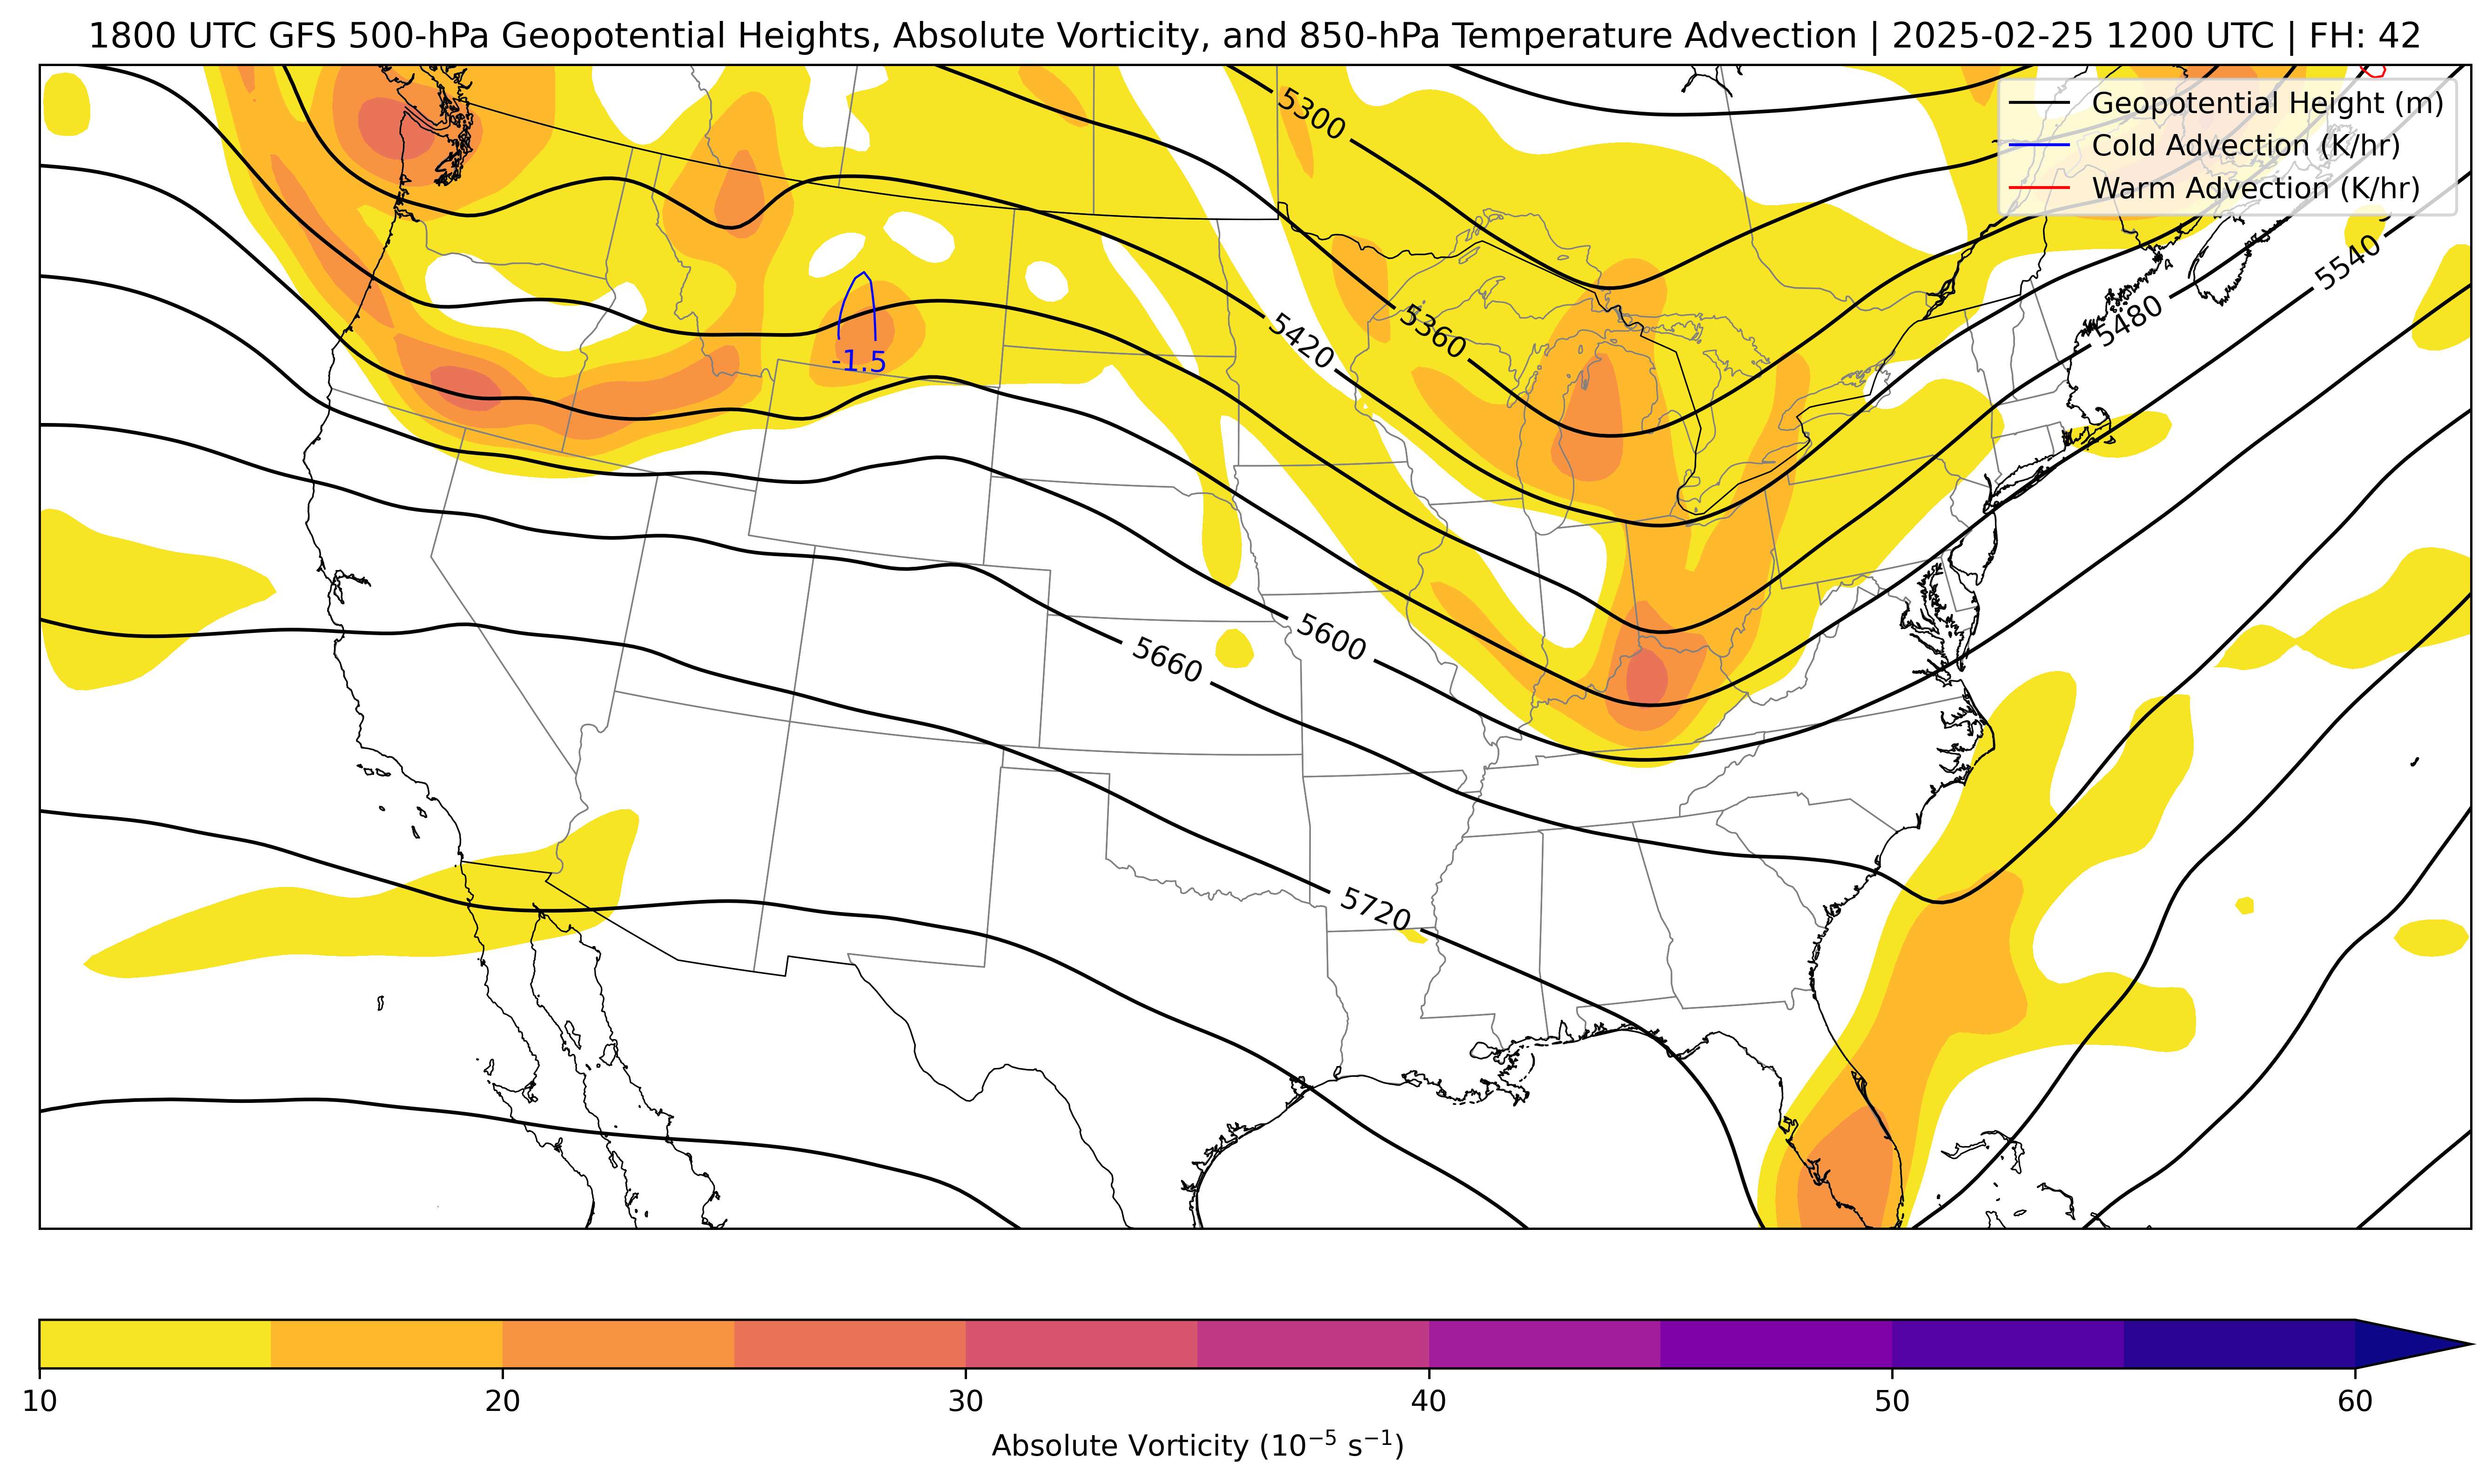 1800 UTC GFS 500-hPa Geopotential Heights, Absolute Vorticity, and 850-hPa Temperature Advection | 2025-02-25 1200 UTC | FH: 42
Geopotential Height (m)
Cold Advection (K/hr)
Warm Advection (K/hr)
5300
5540
5480
5360
5420
-1.5
5600
5660
5720
10 20 30 40 50 60
Absolute Vorticity (10⁻⁵ s⁻¹)